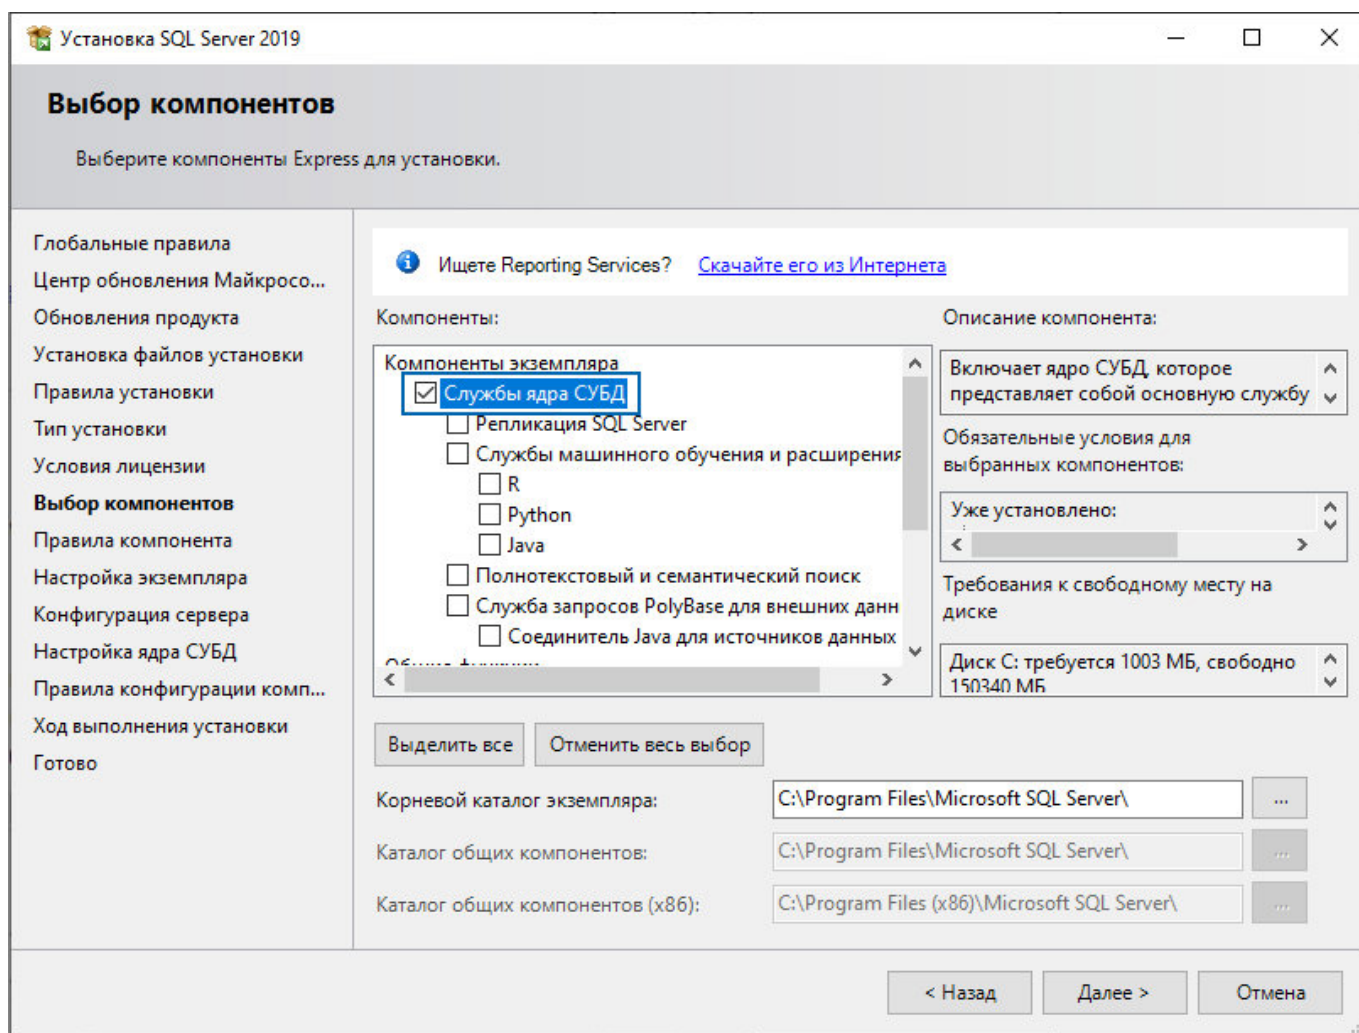 Установка SQL Server 2019
Выбор компонентов
Выберите компоненты Express для установки.
Глобальные правила
Центр обновления Майкросо...
Обновления продукта
Установка файлов установки
Правила установки
Тип установки
Условия лицензии
Выбор компонентов
Правила компонента
Настройка экземпляра
Конфигурация сервера
Настройка ядра СУБД
Правила конфигурации комп...
Ход выполнения установки
Готово
Ищете Reporting Services? Скачайте его из Интернета
Компоненты:
Компоненты экземпляра
Службы ядра СУБД
Репликация SQL Server
Службы машинного обучения и расширения
R
Python
Java
Полнотекстовый и семантический поиск
Служба запросов PolyBase для внешних данн
Соединитель Java для источников данных
Описание компонента:
Включает ядро СУБД, которое
представляет собой основную службу
Обязательные условия для
выбранных компонентов:
Уже установлено:
Требования к свободному месту на
диске
Диск C: требуется 1003 МБ, свободно
150340 МБ
Выделить все
Отменить весь выбор
Корневой каталог экземпляра:
C:\Program Files\Microsoft SQL Server\
...
Каталог общих компонентов:
C:\Program Files\Microsoft SQL Server\
...
Каталог общих компонентов (x86):
C:\Program Files (x86)\Microsoft SQL Server\
...
< Назад
Далее >
Отмена